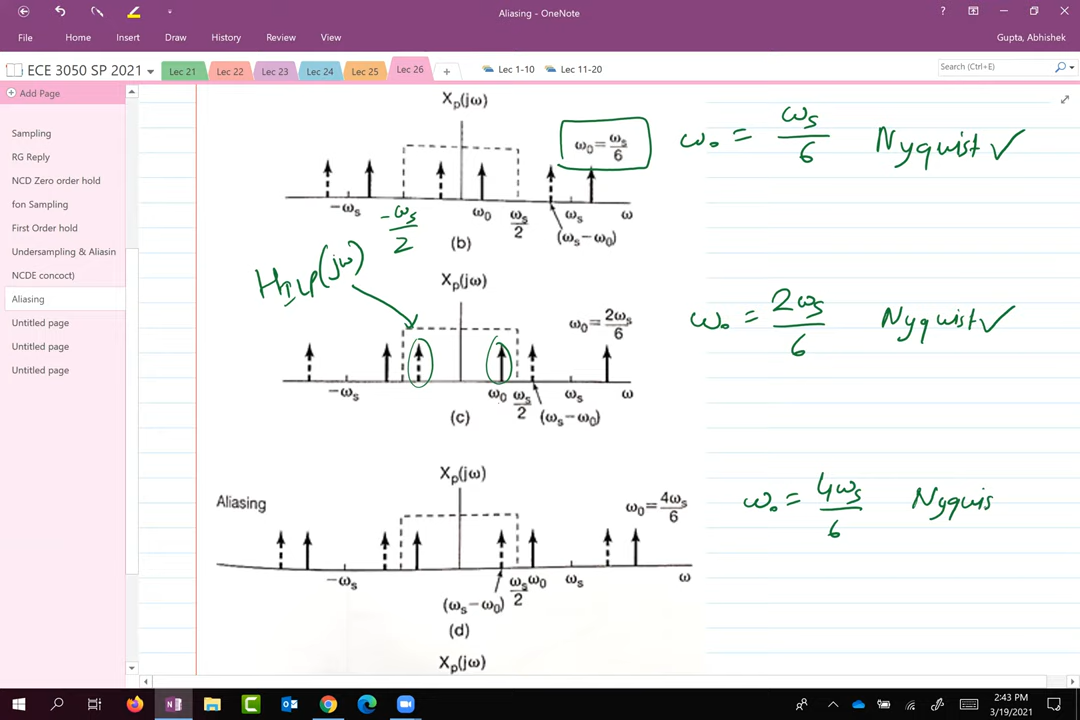 Aliasing - OneNote
?
File Home Insert Draw Review View
Gupta, Abhishek
ECE 3050 SP 2021
Lec 21 Lec 22 Lec 23 Lec 24 Lec 25 Lec 26 + Lec 1-10 Lec 11-20
Search (Ctrl+E)
Add Page
Sampling
RG Reply
NCD Zero order hold
fon Sampling
First Order hold
Undersampling & Aliasin
NCDE concoct)
Aliasing
Untitled page
Untitled page
Untitled page
Xp(jω)
ω0 = ωs/6
ω₀ = ωs/6 Nyquist ✓
-ωs ω0 ωs/2 ωs ω
-ωs/2
(ωs-ω0)
(b)
Xp(jω)
ω0 = 2ωs/6
ω₀ = 2ωs/6 Nyquist ✓
-ωs ω0 ωs/2 ωs ω
(ωs-ω0)
(c)
Xp(jω)
Aliasing
ω0 = 4ωs/6
ω₀ = 4ωs/6 Nyquis
-ωs ωs/2 ω0 ωs ω
(ωs-ω0)
(d)
Xp(jω)
2:43 PM
3/19/2021